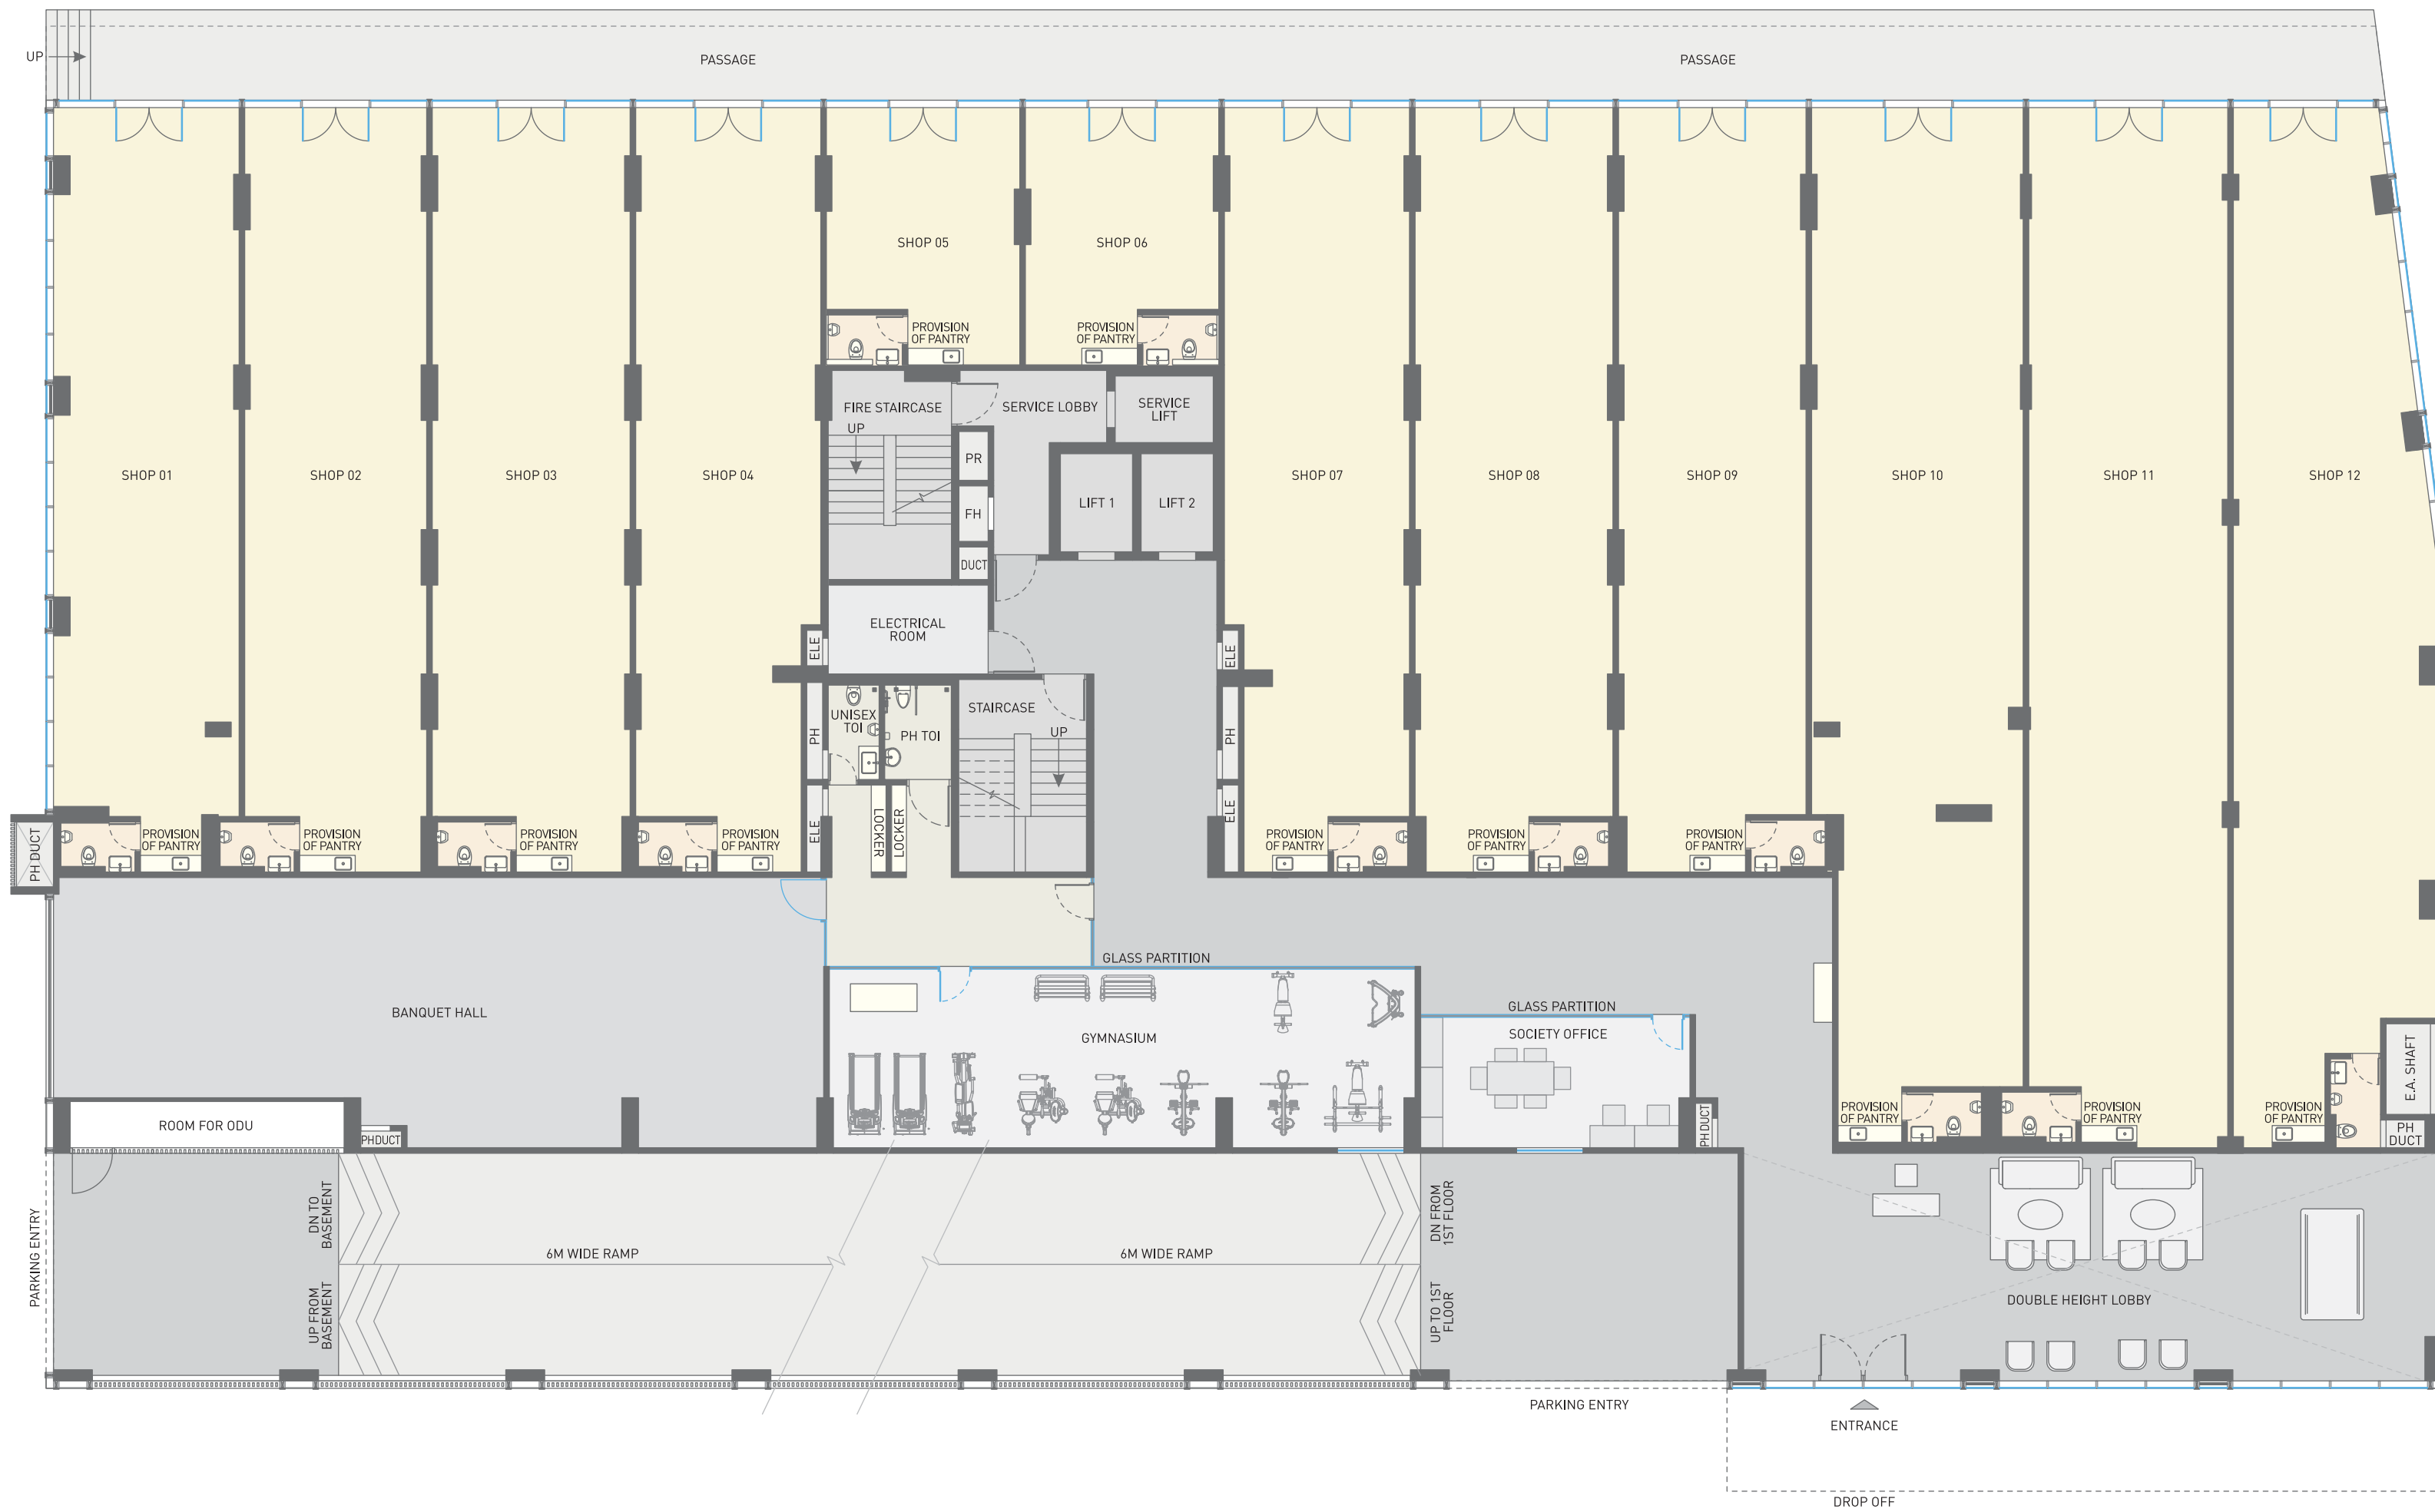 PASSAGE
PASSAGE
UP
SHOP 05
SHOP 06
PROVISION
OF PANTRY
PROVISION
OF PANTRY
FIRE STAIRCASE
UP
SERVICE LOBBY
SERVICE
LIFT
PR
FH
DUCT
LIFT 1
LIFT 2
SHOP 01
SHOP 02
SHOP 03
SHOP 04
SHOP 07
SHOP 08
SHOP 09
SHOP 10
SHOP 11
SHOP 12
ELECTRICAL
ROOM
ELE
ELE
PH
PH
ELE
ELE
UNISEX
TOI
PH TOI
STAIRCASE
UP
LOCKER
LOCKER
PH DUCT
PROVISION
OF PANTRY
PROVISION
OF PANTRY
PROVISION
OF PANTRY
PROVISION
OF PANTRY
PROVISION
OF PANTRY
PROVISION
OF PANTRY
PROVISION
OF PANTRY
GLASS PARTITION
BANQUET HALL
GYMNASIUM
GLASS PARTITION
SOCIETY OFFICE
E.A. SHAFT
PROVISION
OF PANTRY
PROVISION
OF PANTRY
PROVISION
OF PANTRY
PH
DUCT
ROOM FOR ODU
PHDUCT
PHDUCT
PARKING ENTRY
DN TO
BASEMENT
UP FROM
BASEMENT
6M WIDE RAMP
6M WIDE RAMP
DN FROM
1ST FLOOR
UP TO 1ST
FLOOR
DOUBLE HEIGHT LOBBY
PARKING ENTRY
ENTRANCE
DROP OFF